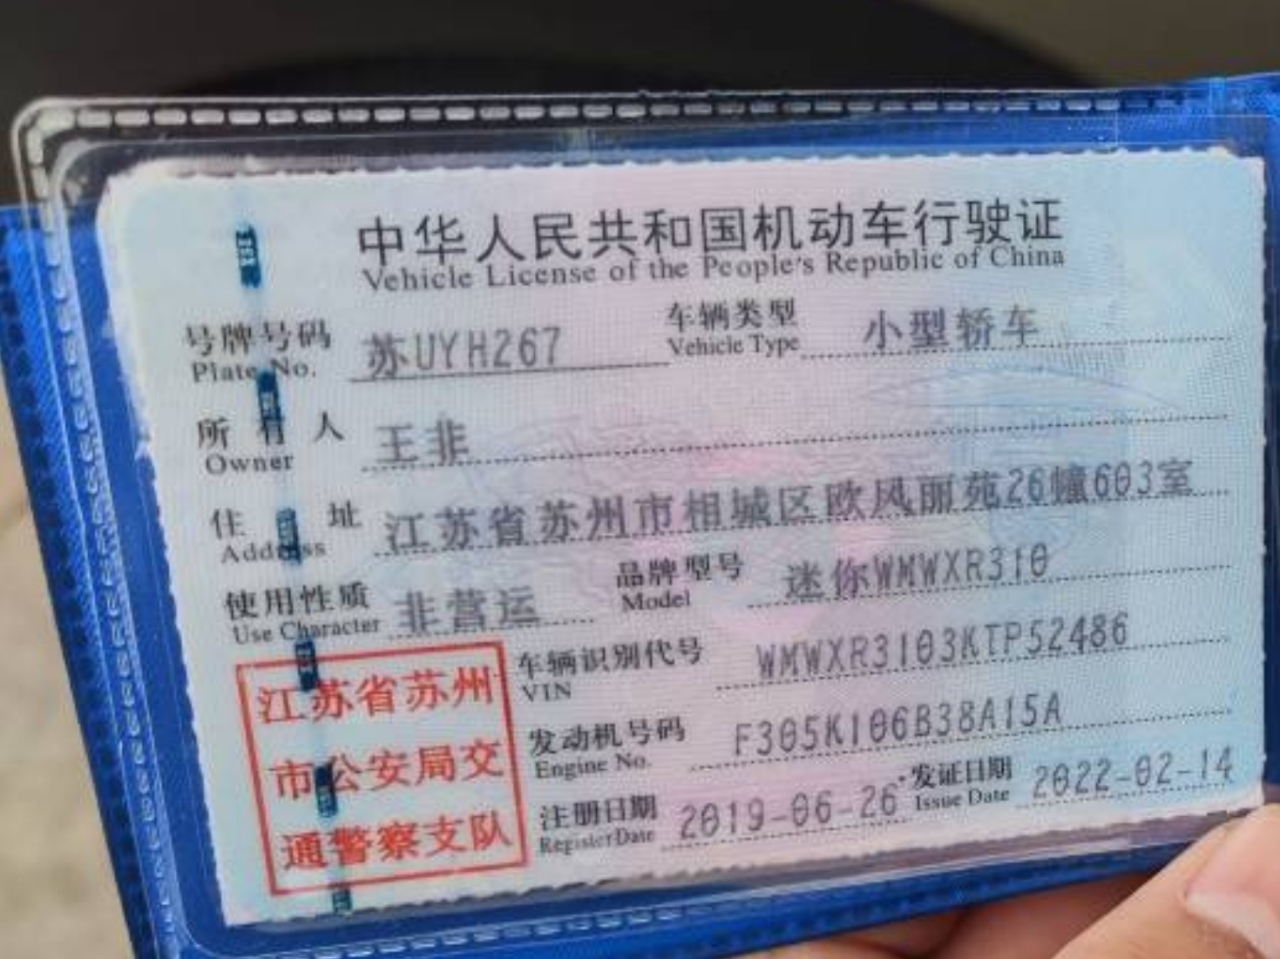 中华人民共和国机动车行驶证
Vehicle License of the People's Republic of China
号牌号码 苏UYH267 车辆类型 小型轿车
Plate No. Vehicle Type
所有人 王非
Owner
住址 江苏省苏州市相城区欧风丽苑26幢603室
Address
使用性质 非营运 品牌型号 迷你WMWXR310
Use Character Model
江苏省苏州
市公安局交
通警察支队
车辆识别代号 WMWXR3103KTP52486
VIN
发动机号码 F305K106B38A15A
Engine No.
注册日期 2019-06-26 发证日期 2022-02-14
Register Date Issue Date